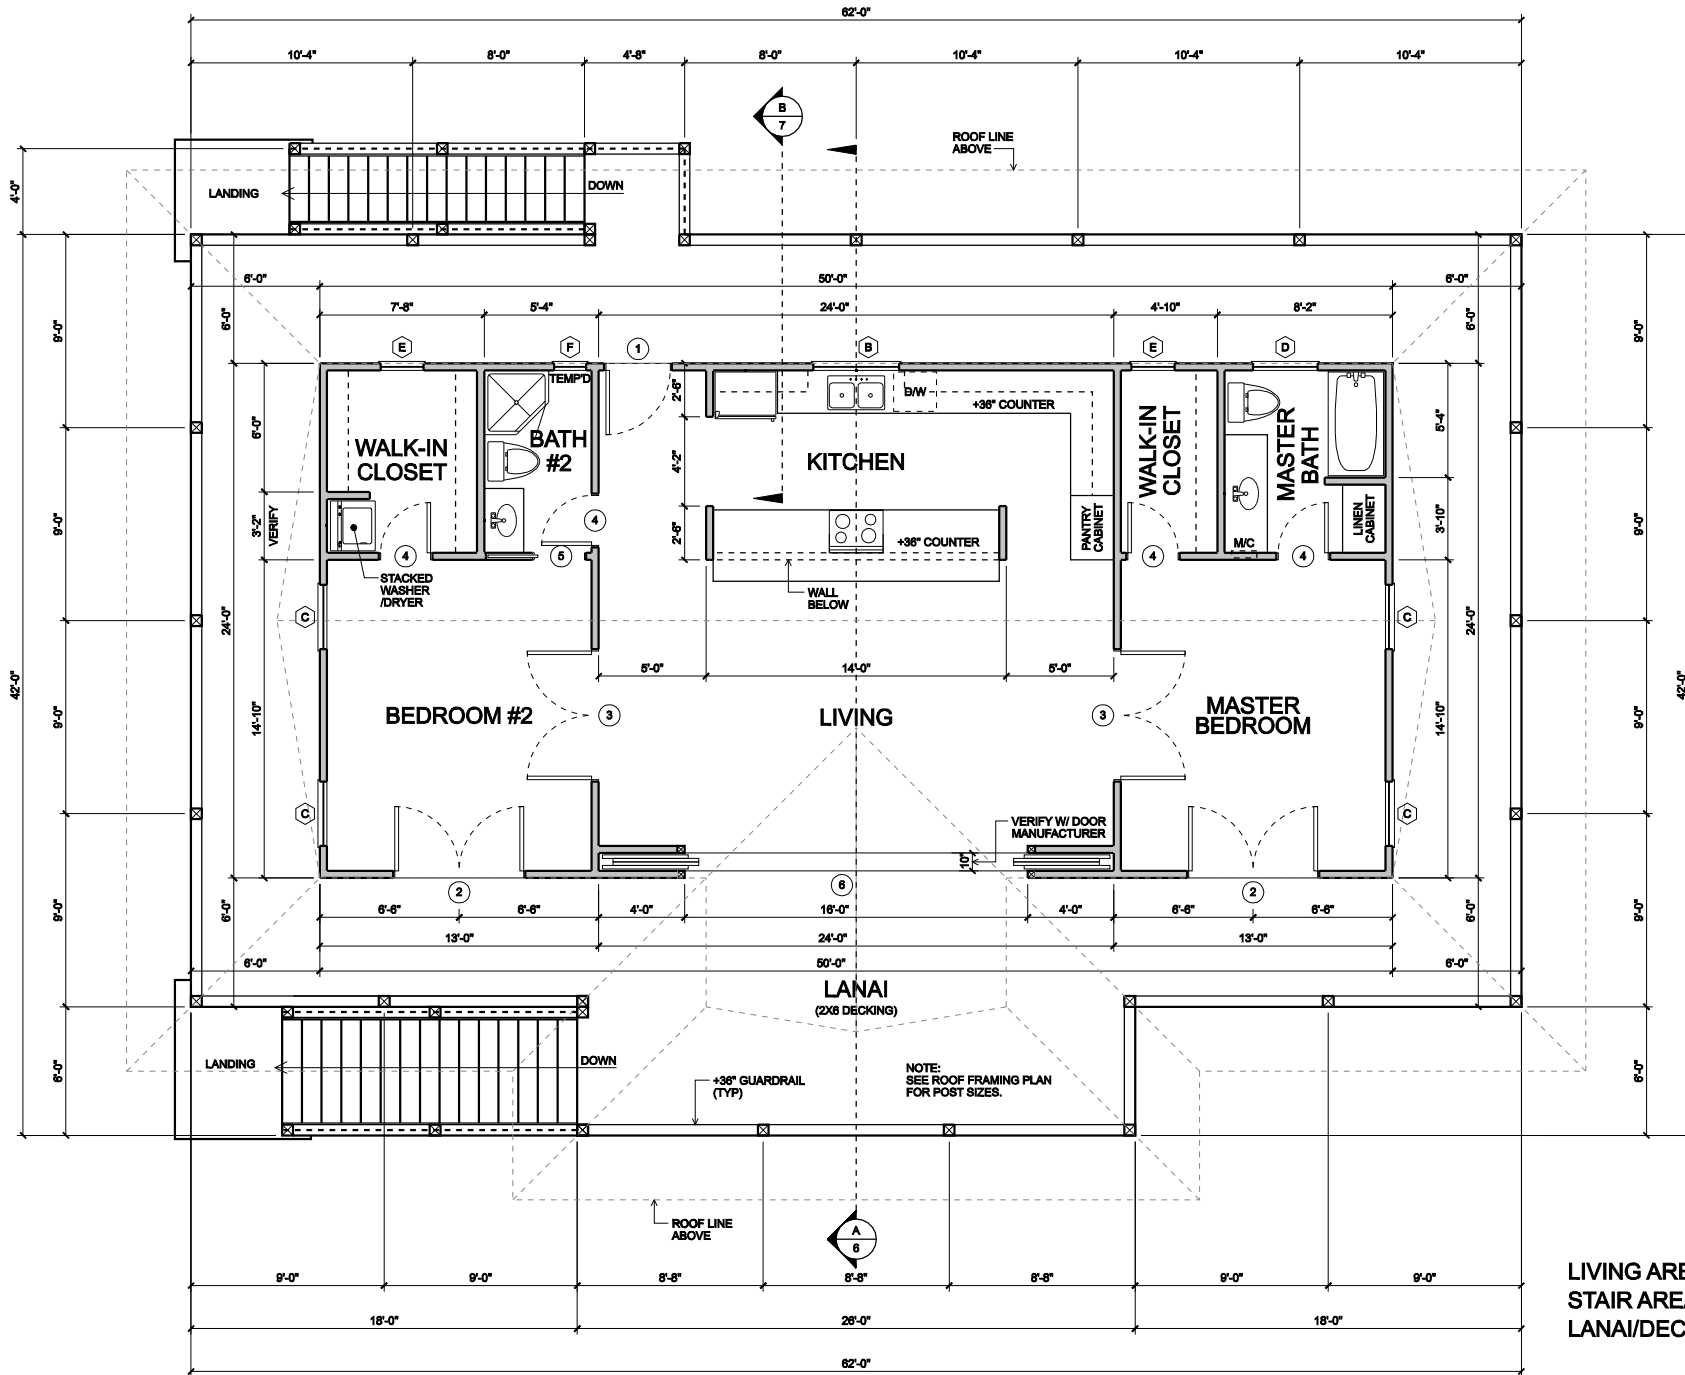 62'-0"
10'-4" 8'-0" 4'-8" 8'-0" 10'-4" 10'-4" 10'-4"
B
7
ROOF LINE
ABOVE
4'-0"
LANDING
DOWN
6'-0" 50'-0" 6'-0"
7'-8" 5'-4" 24'-0" 4'-10" 8'-2"
9'-0" 6'-0" 6'-0" 9'-0"
E F 1 B E D
TEMP'D
2'-6"
D/W
+36" COUNTER
6'-0"
WALK-IN
CLOSET
BATH
#2
4'-2"
KITCHEN
WALK-IN
CLOSET
MASTER
BATH
5'-4"
3'-2"
VERIFY
4
2'-6"
+36" COUNTER
PANTRY
CABINET
M/C
LINEN
CABINET
3'-10"
9'-0" 9'-0"
4 5 4 4
STACKED
WASHER
/DRYER
WALL
BELOW
C C
24'-0" 24'-0"
5'-0" 14'-0" 5'-0"
42'-0" 42'-0"
9'-0" 14'-10" 14'-10" 9'-0"
BEDROOM #2
3
LIVING
3
MASTER
BEDROOM
C C
VERIFY W/ DOOR
MANUFACTURER
10"
2 6 2
9'-0" 6'-0" 6'-0" 9'-0"
6'-6" 6'-6" 4'-0" 16'-0" 4'-0" 6'-6" 6'-6"
13'-0" 24'-0" 13'-0"
6'-0" 50'-0" 6'-0"
LANAI
(2X6 DECKING)
6'-0" 6'-0"
LANDING
DOWN
+36" GUARDRAIL
(TYP)
NOTE:
SEE ROOF FRAMING PLAN
FOR POST SIZES.
ROOF LINE
ABOVE
A
6
9'-0" 9'-0" 8'-8" 8'-8" 8'-8" 9'-0" 9'-0"
18'-0" 26'-0" 18'-0"
62'-0"
LIVING ARE
STAIR AREA
LANAI/DEC